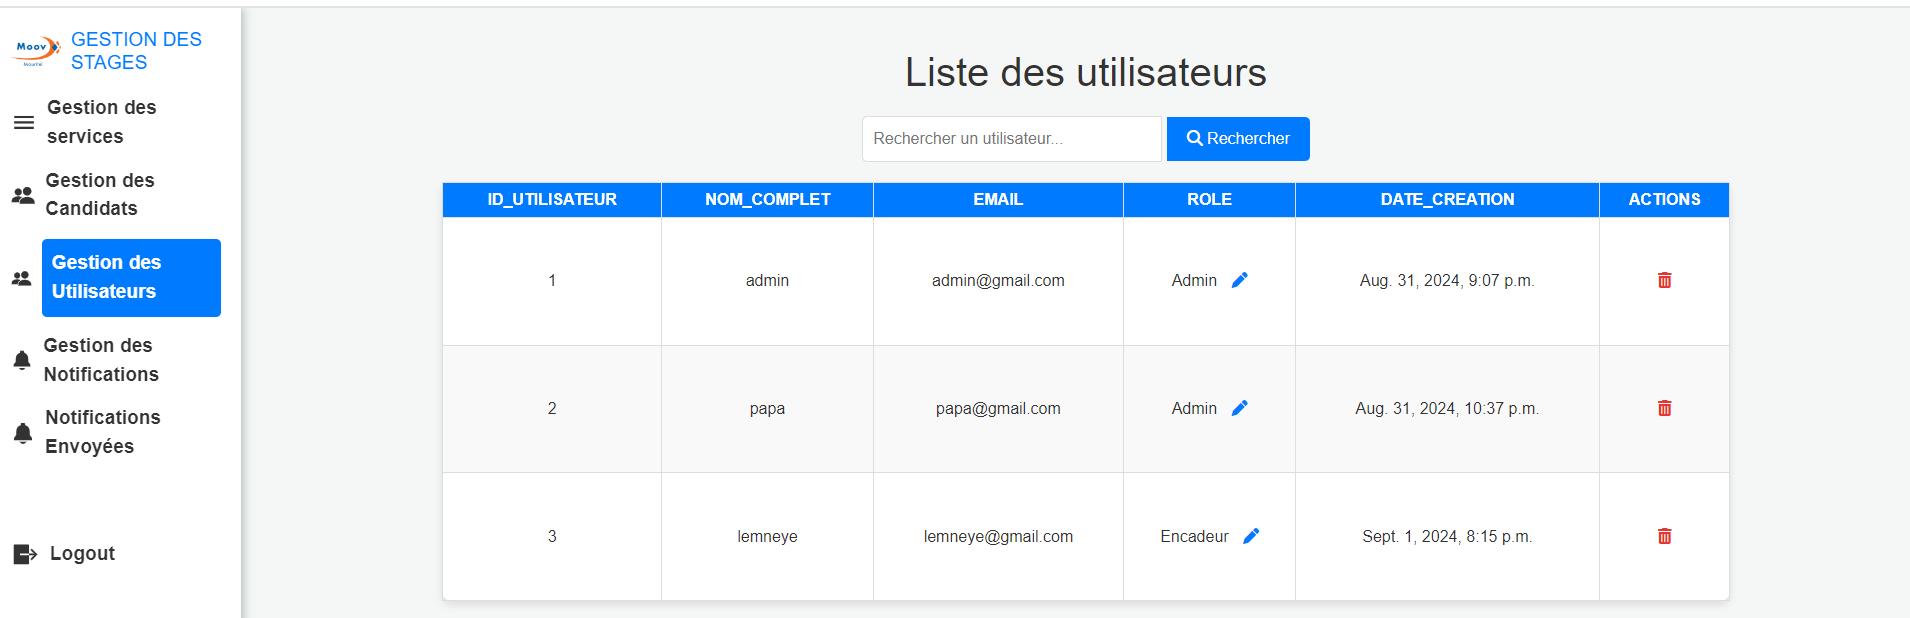 Moov
Mauritel
GESTION DES
STAGES
Gestion des
services
Gestion des
Candidats
Gestion des
Utilisateurs
Gestion des
Notifications
Notifications
Envoyées
Logout
Liste des utilisateurs
Rechercher un utilisateur... Rechercher
ID_UTILISATEUR NOM_COMPLET EMAIL ROLE DATE_CREATION ACTIONS
1 admin admin@gmail.com Admin Aug. 31, 2024, 9:07 p.m.
2 papa papa@gmail.com Admin Aug. 31, 2024, 10:37 p.m.
3 lemneye lemneye@gmail.com Encadeur Sept. 1, 2024, 8:15 p.m.